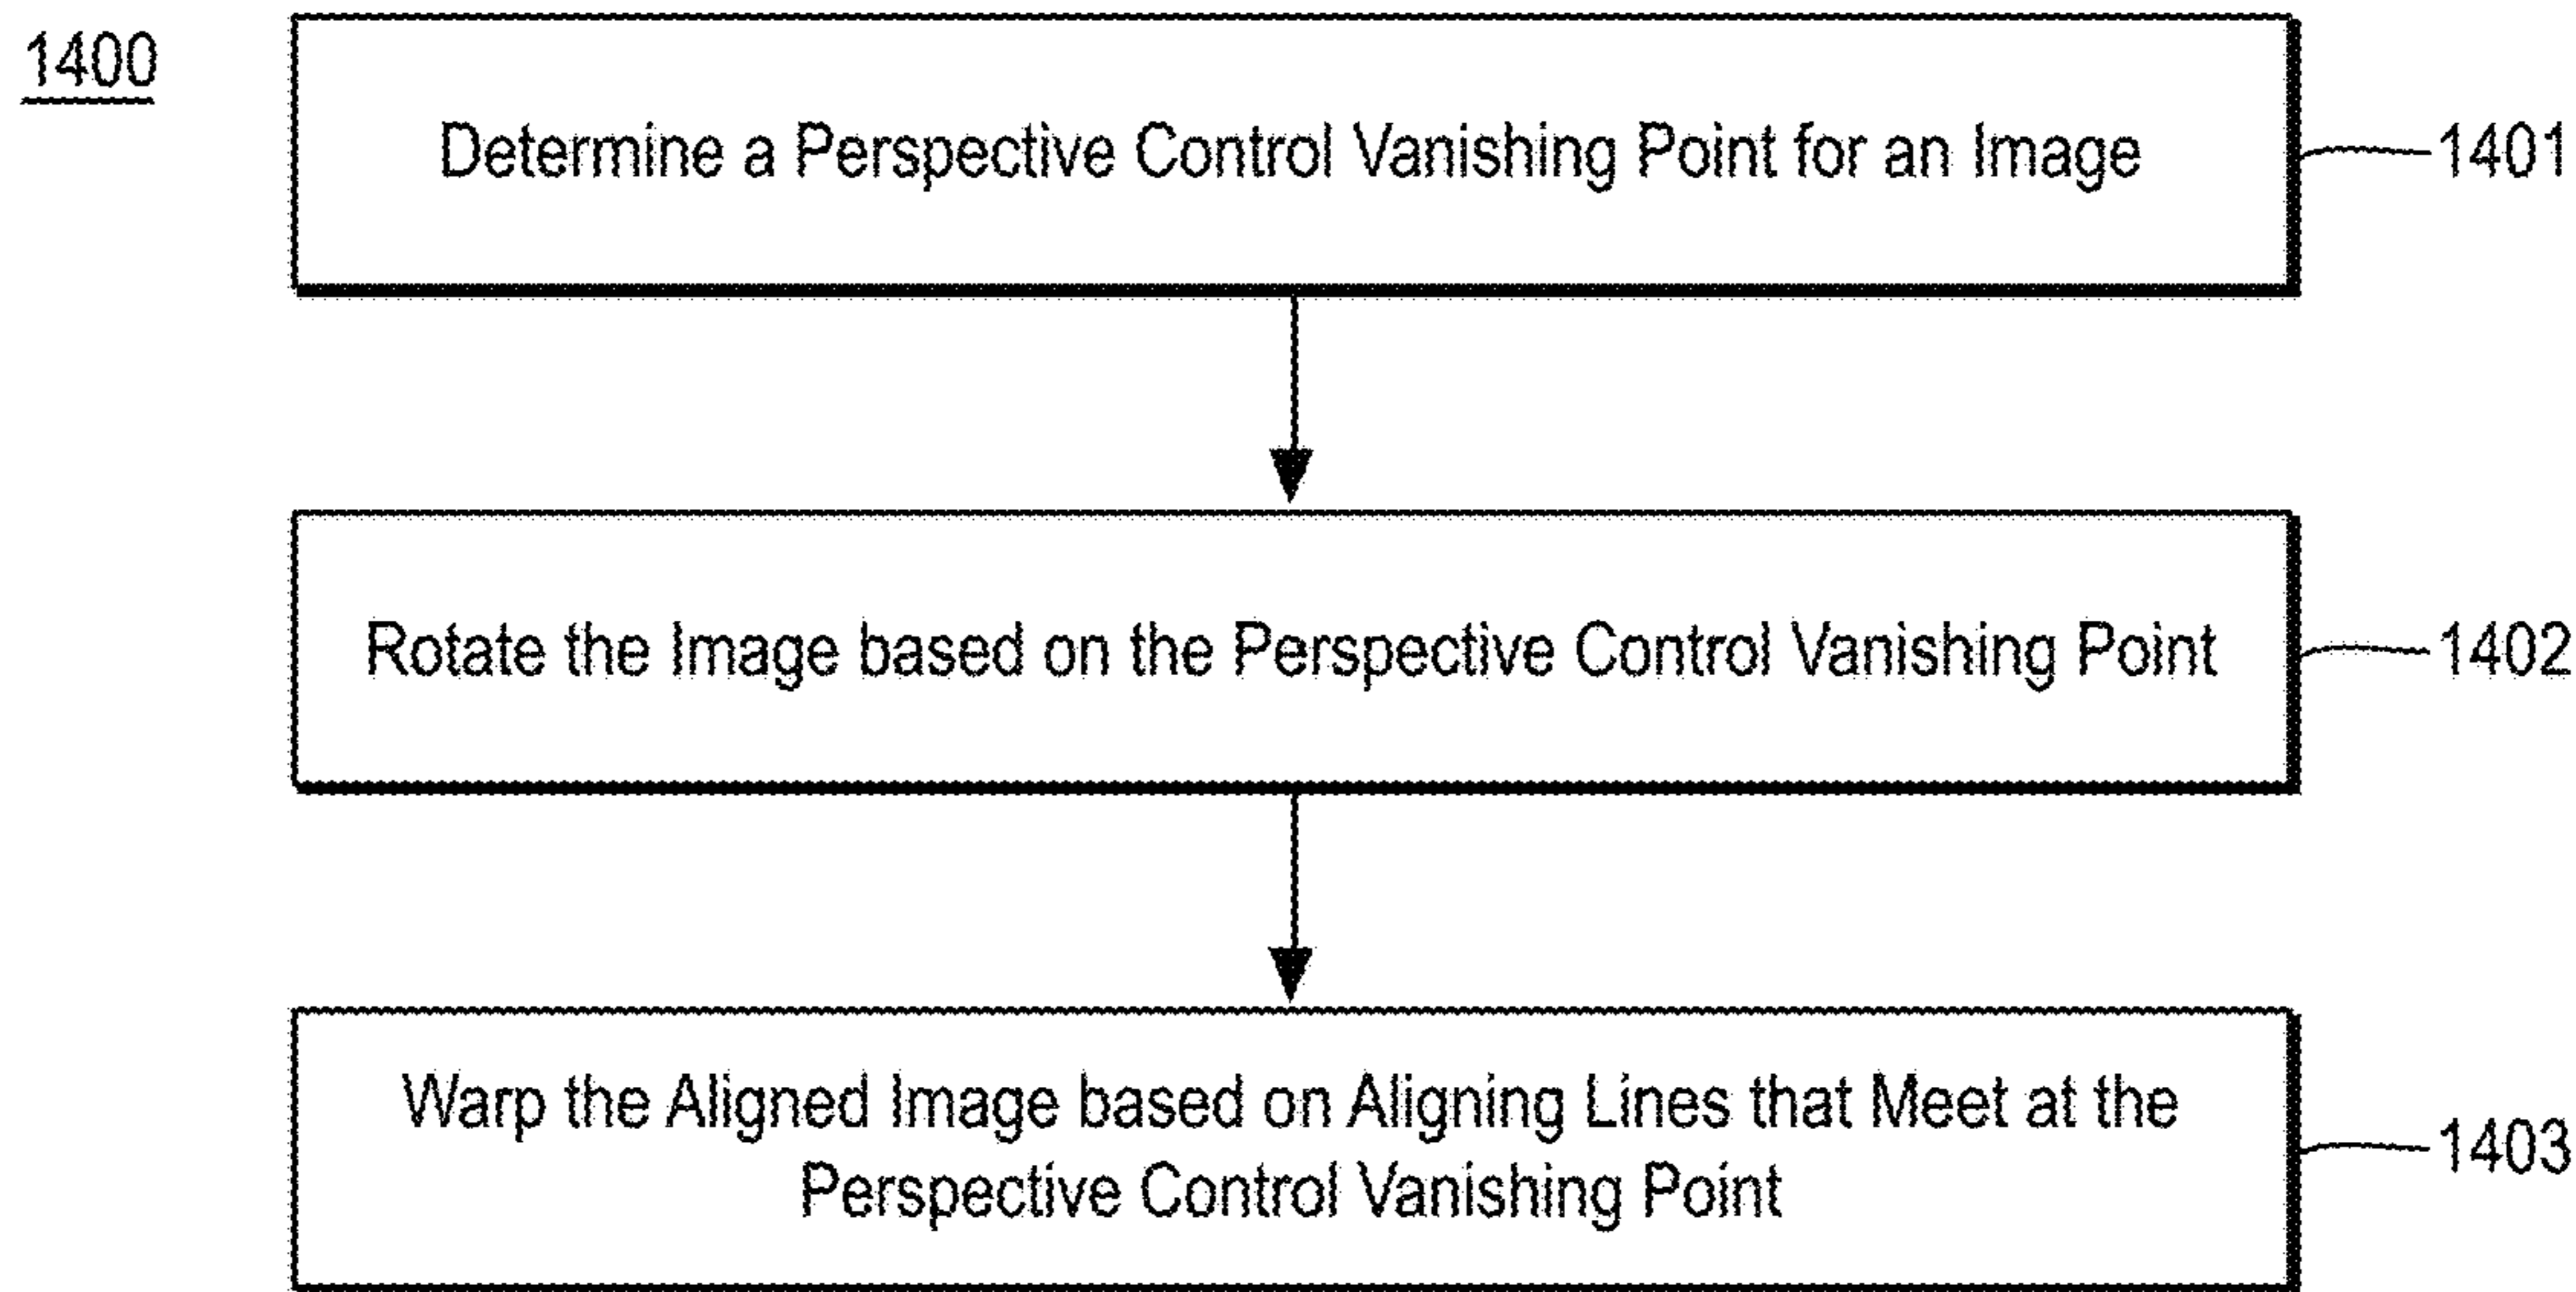 1400
Determine a Perspective Control Vanishing Point for an Image
1401
Rotate the Image based on the Perspective Control Vanishing Point
1402
Warp the Aligned Image based on Aligning Lines that Meet at the
Perspective Control Vanishing Point
1403